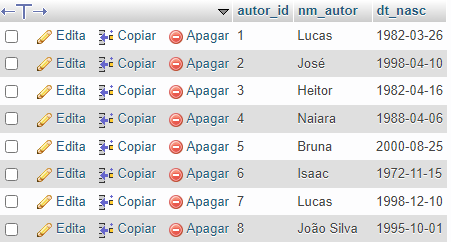 autor_id nm_autor dt_nasc
Edita Copiar Apagar 1 Lucas 1982-03-26
Edita Copiar Apagar 2 José 1998-04-10
Edita Copiar Apagar 3 Heitor 1982-04-16
Edita Copiar Apagar 4 Naiara 1988-04-06
Edita Copiar Apagar 5 Bruna 2000-08-25
Edita Copiar Apagar 6 Isaac 1972-11-15
Edita Copiar Apagar 7 Lucas 1998-12-10
Edita Copiar Apagar 8 João Silva 1995-10-01